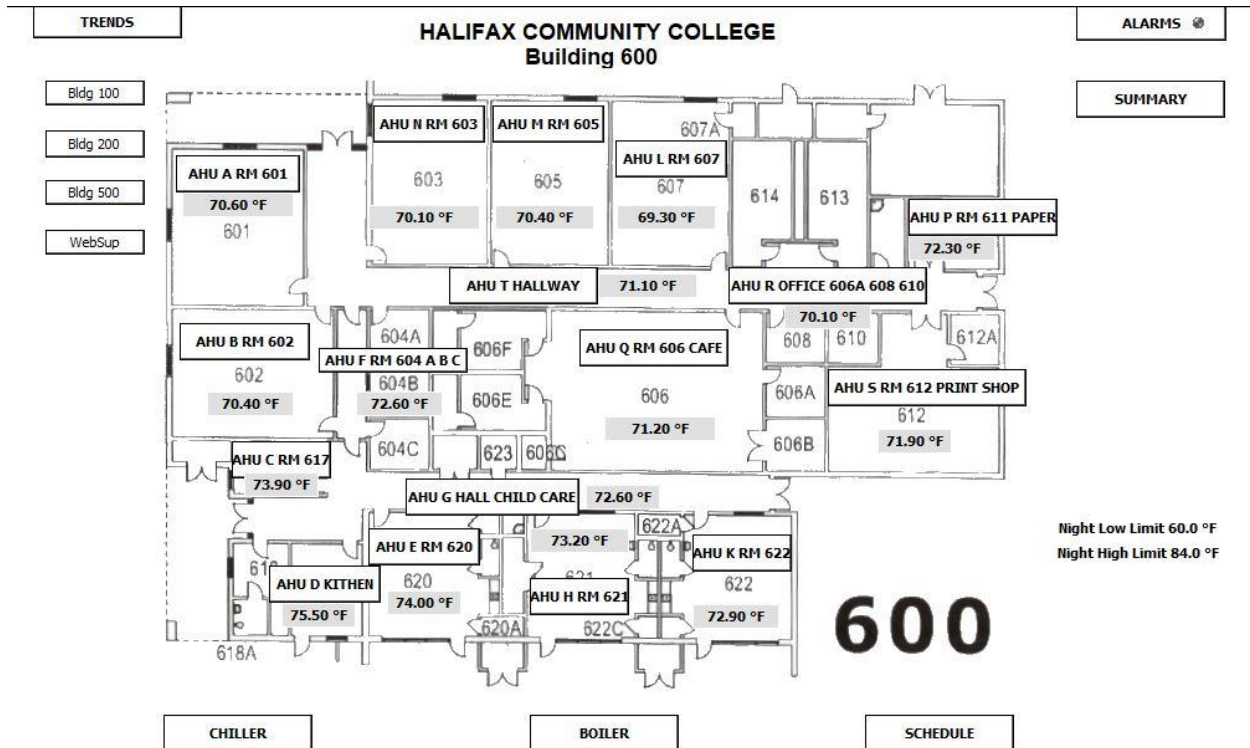 TRENDS
HALIFAX COMMUNITY COLLEGE
Building 600
ALARMS
Bldg 100
Bldg 200
Bldg 500
WebSup
SUMMARY
AHU A RM 601
70.60 °F
601
AHU N RM 603
603
70.10 °F
AHU M RM 605
605
70.40 °F
607A
AHU L RM 607
607
69.30 °F
614
613
AHU P RM 611 PAPER
72.30 °F
AHU T HALLWAY
71.10 °F
AHU R OFFICE 606A 608 610
70.10 °F
608
610
612A
AHU B RM 602
602
70.40 °F
604A
AHU F RM 604 A B C
604B
72.60 °F
604C
606F
606E
623
606C
AHU Q RM 606 CAFE
606
71.20 °F
606A
606B
AHU S RM 612 PRINT SHOP
612
71.90 °F
AHU C RM 617
73.90 °F
AHU G HALL CHILD CARE
72.60 °F
AHU E RM 620
620
74.00 °F
620A
73.20 °F
AHU H RM 621
622C
622A
AHU K RM 622
622
72.90 °F
AHU D KITHEN
75.50 °F
618A
Night Low Limit 60.0 °F
Night High Limit 84.0 °F
600
CHILLER
BOILER
SCHEDULE